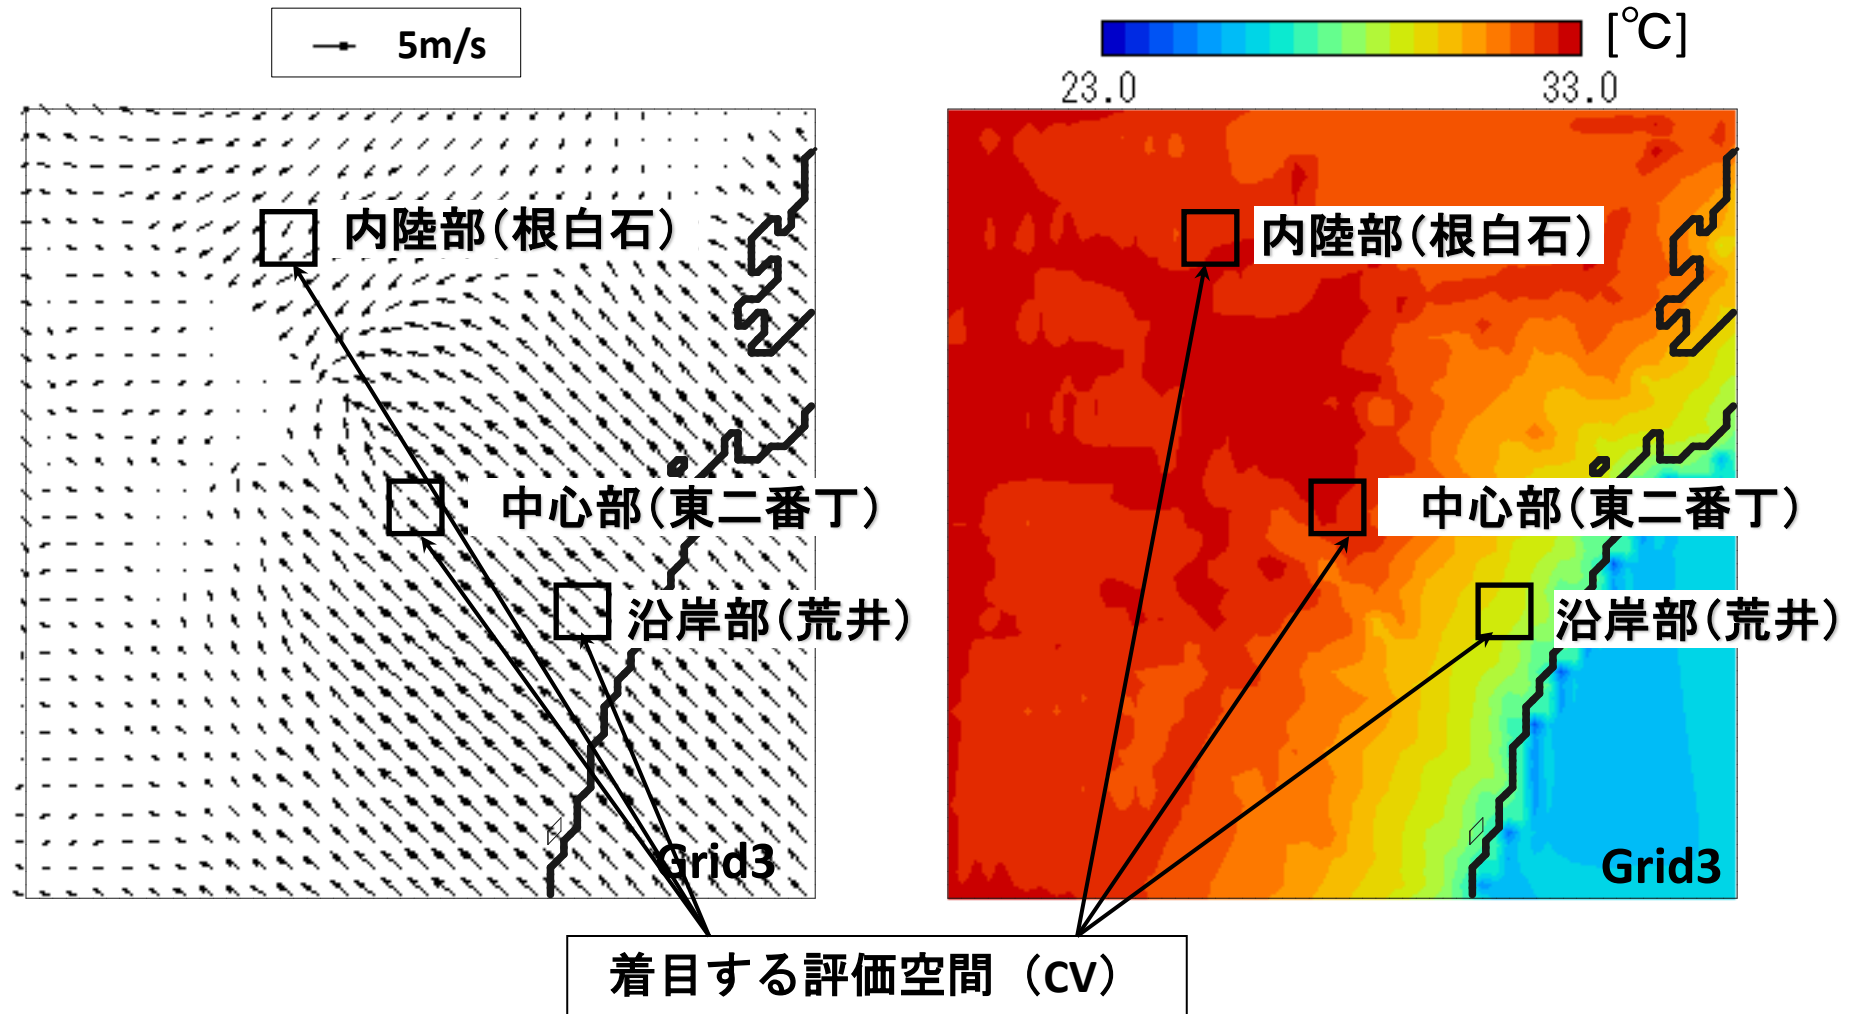 5m/s
[℃]
23.0 33.0
内陸部(根白石)
内陸部(根白石)
中心部(東二番丁)
中心部(東二番丁)
沿岸部(荒井)
沿岸部(荒井)
Grid3
Grid3
着目する評価空間 (CV)